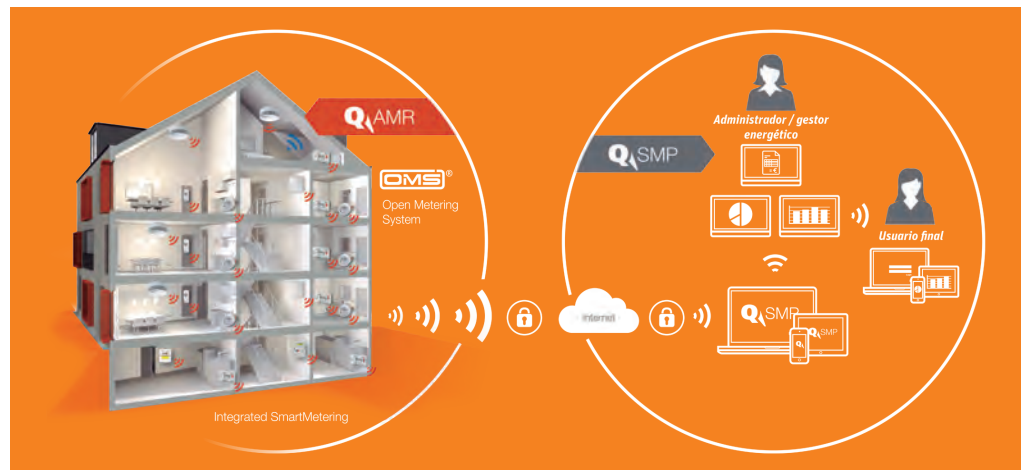 Q AMR
OMS®
Open Metering
System
Integrated SmartMetering
Internet
Q SMP
Administrador / gestor
energético
€
Usuario final
Q SMP
Q SMP
Q